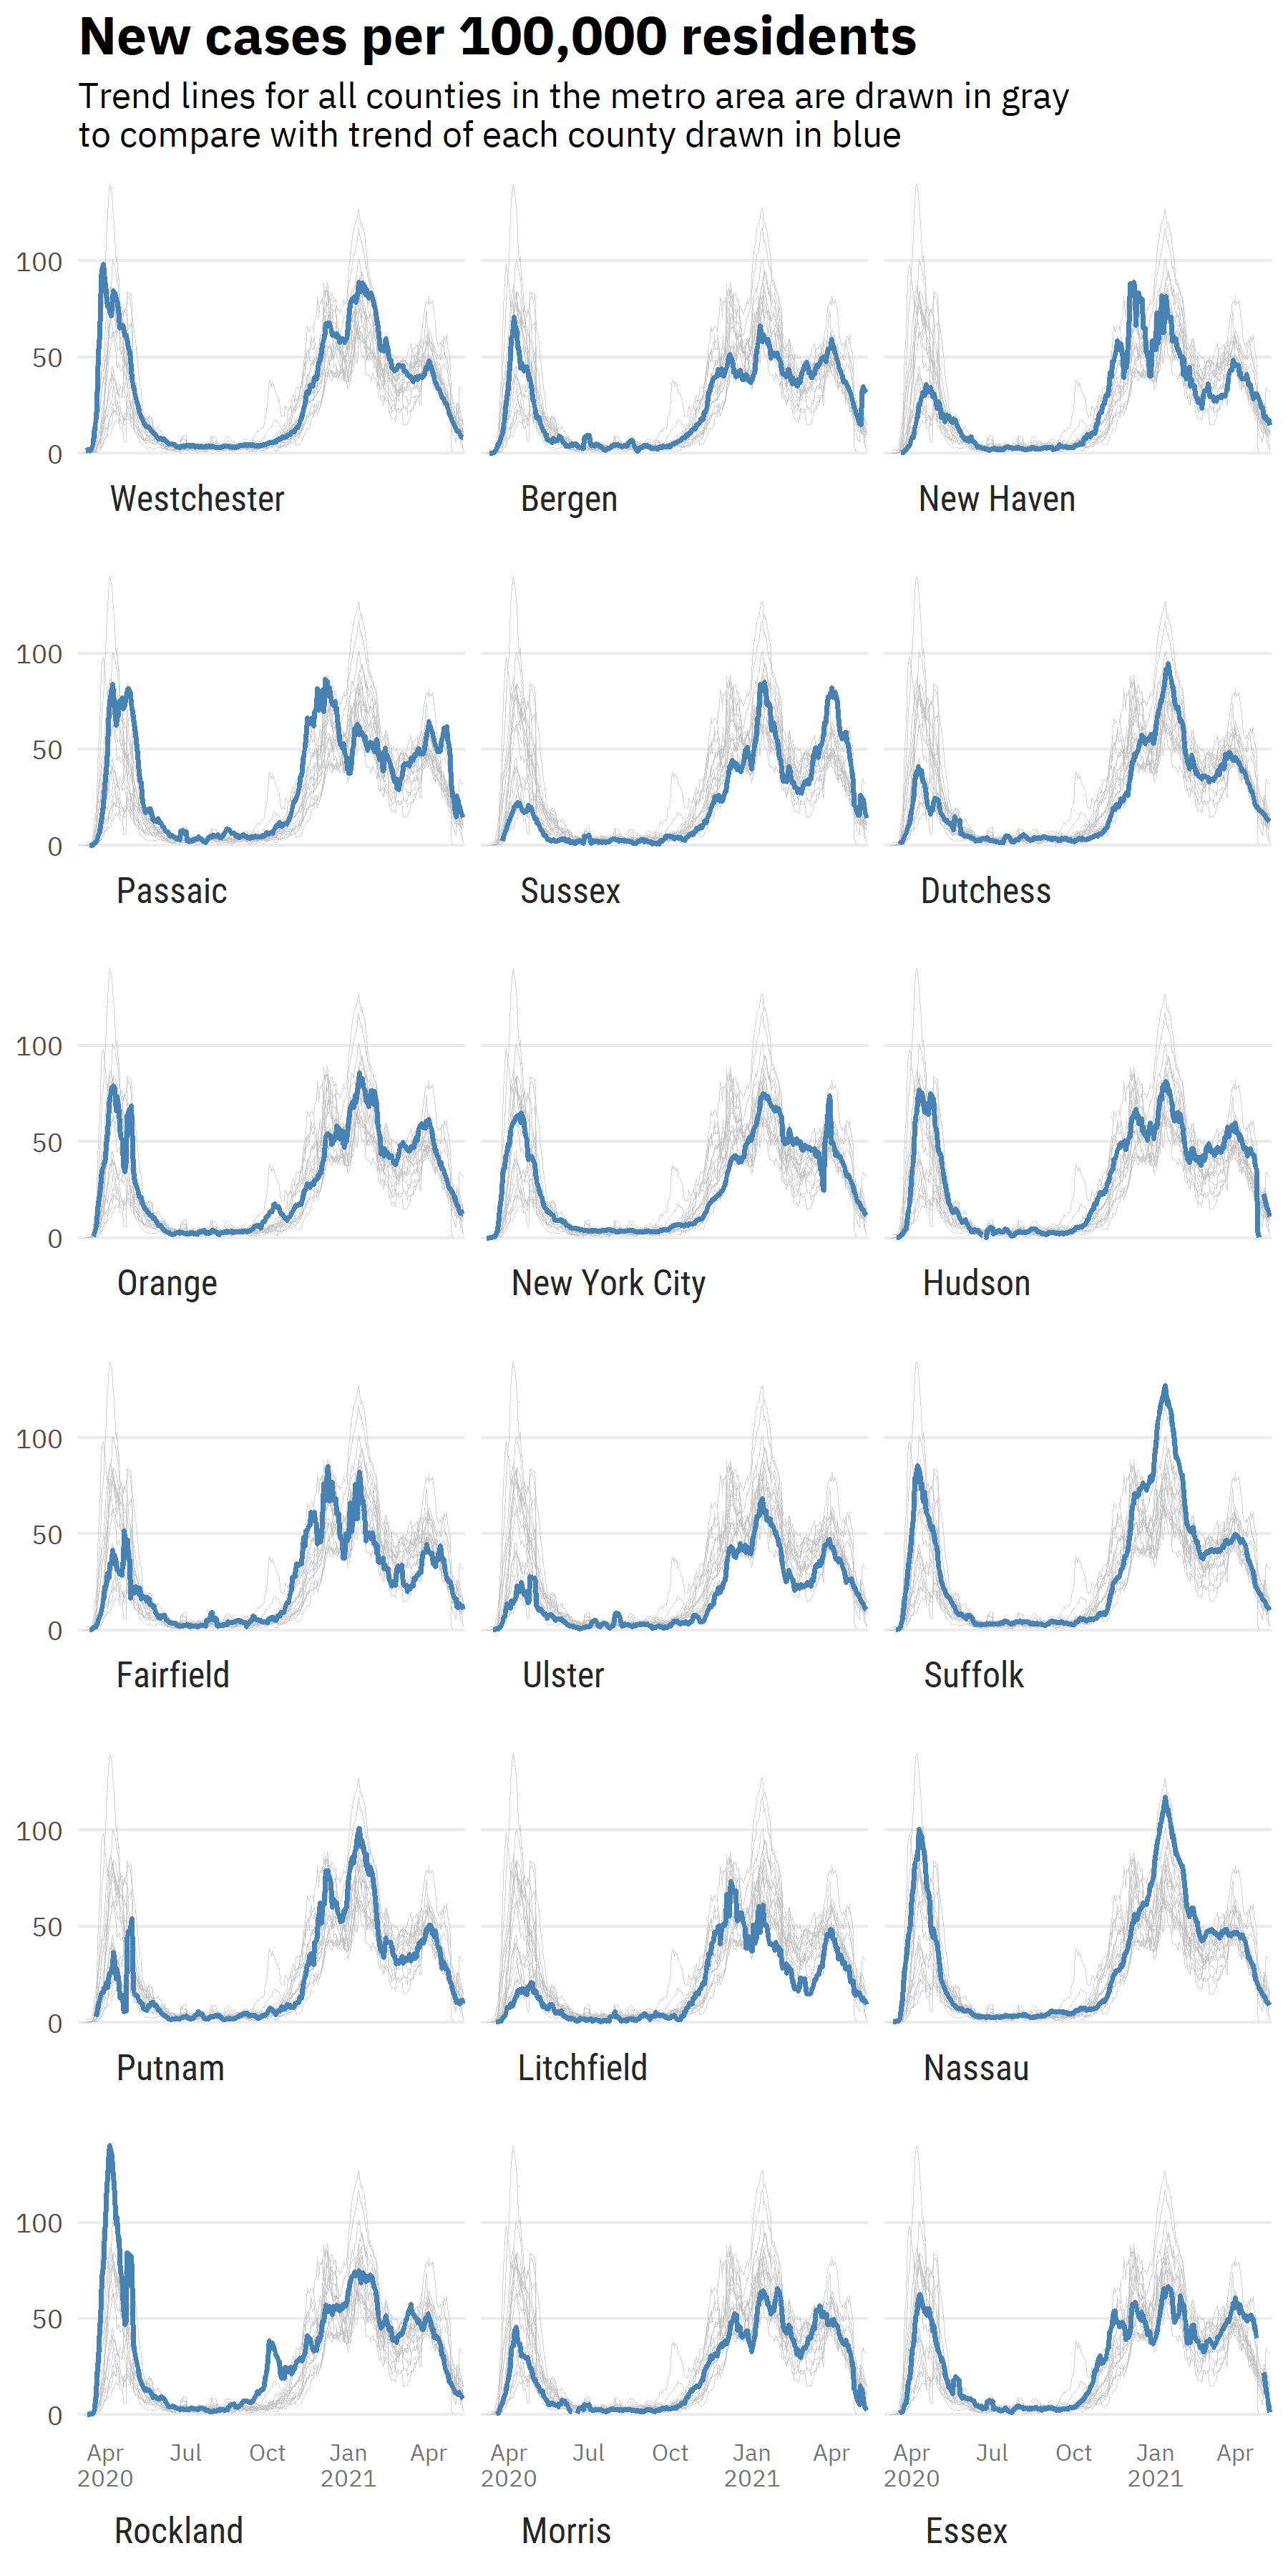 New cases per 100,000 residents
Trend lines for all counties in the metro area are drawn in gray
to compare with trend of each county drawn in blue
100
50
0
Westchester
Bergen
New Haven
100
50
0
Passaic
Sussex
Dutchess
100
50
0
Orange
New York City
Hudson
100
50
0
Fairfield
Ulster
Suffolk
100
50
0
Putnam
Litchfield
Nassau
100
50
0
Apr Jul Oct Jan Apr
2020 2021
Apr Jul Oct Jan Apr
2020 2021
Apr Jul Oct Jan Apr
2020 2021
Rockland
Morris
Essex